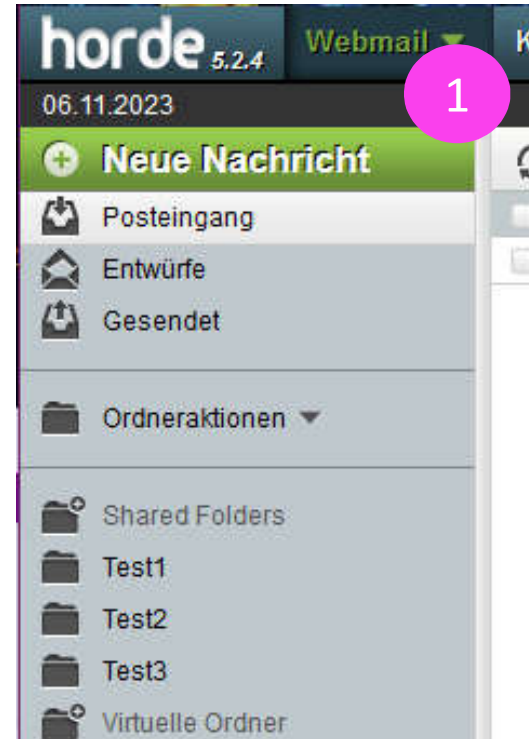 horde 5.2.4 Webmail K
1
06.11.2023
Neue Nachricht
Posteingang
Entwürfe
Gesendet
Ordneraktionen
Shared Folders
Test1
Test2
Test3
Virtuelle Ordner